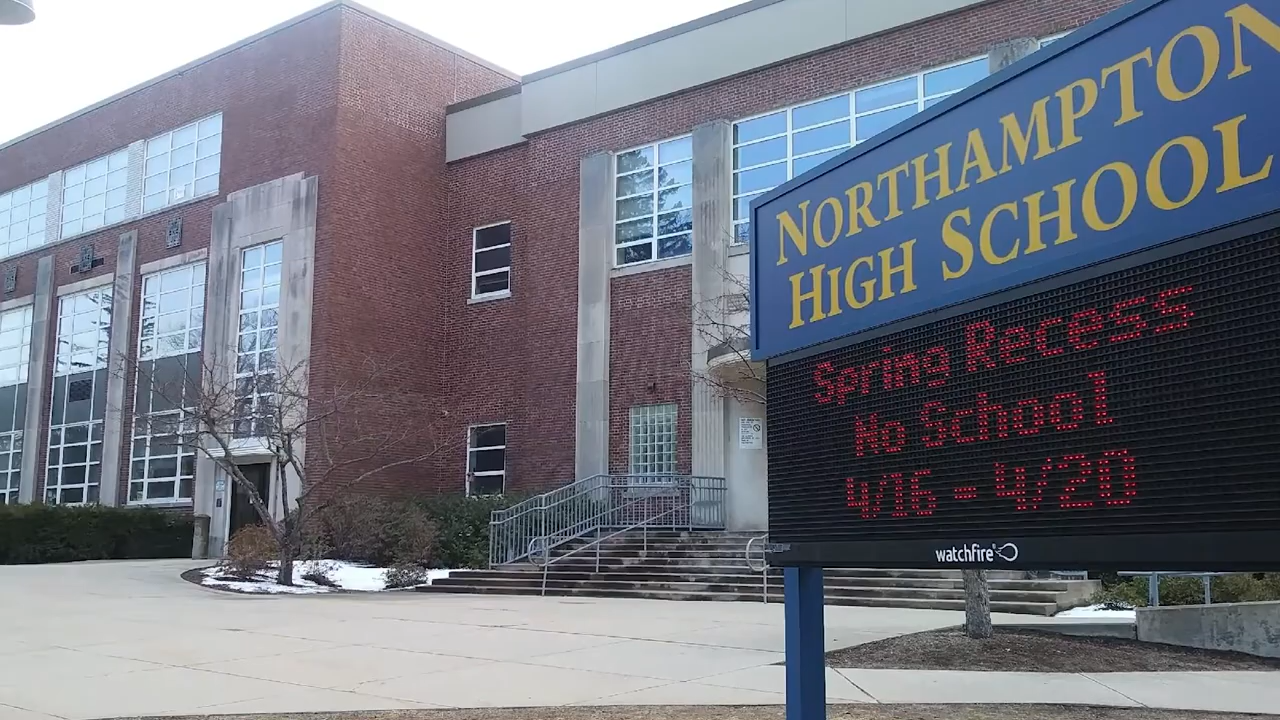 NORTHAMPTON
HIGH SCHOOL
Spring Recess
No School
4/16 - 4/20
watchfire